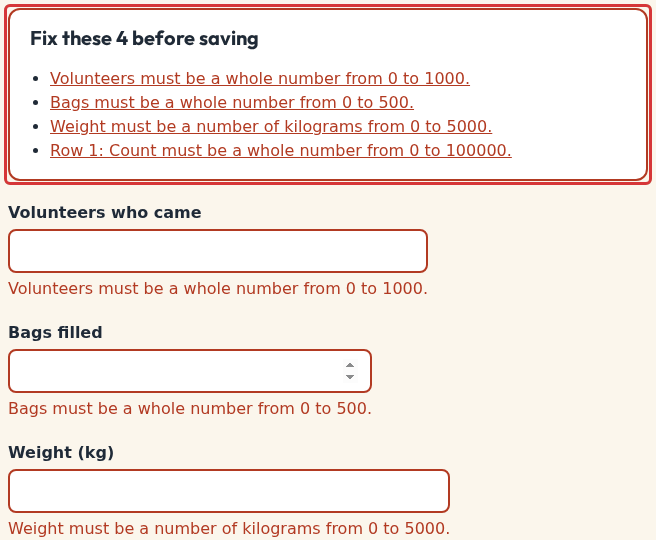 Fix these 4 before saving
Volunteers must be a whole number from 0 to 1000.
Bags must be a whole number from 0 to 500.
Weight must be a number of kilograms from 0 to 5000.
Row 1: Count must be a whole number from 0 to 100000.
Volunteers who came
Volunteers must be a whole number from 0 to 1000.
Bags filled
Bags must be a whole number from 0 to 500.
Weight (kg)
Weight must be a number of kilograms from 0 to 5000.